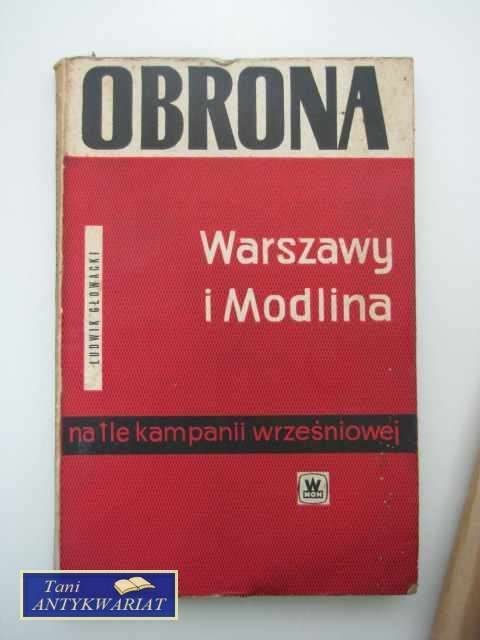 OBRONA
Warszawy
i Modlina
LUDWIK GŁOWACKI
na tle kampanii wrześniowej
W
MON
Tani
ANTYKWARIAT